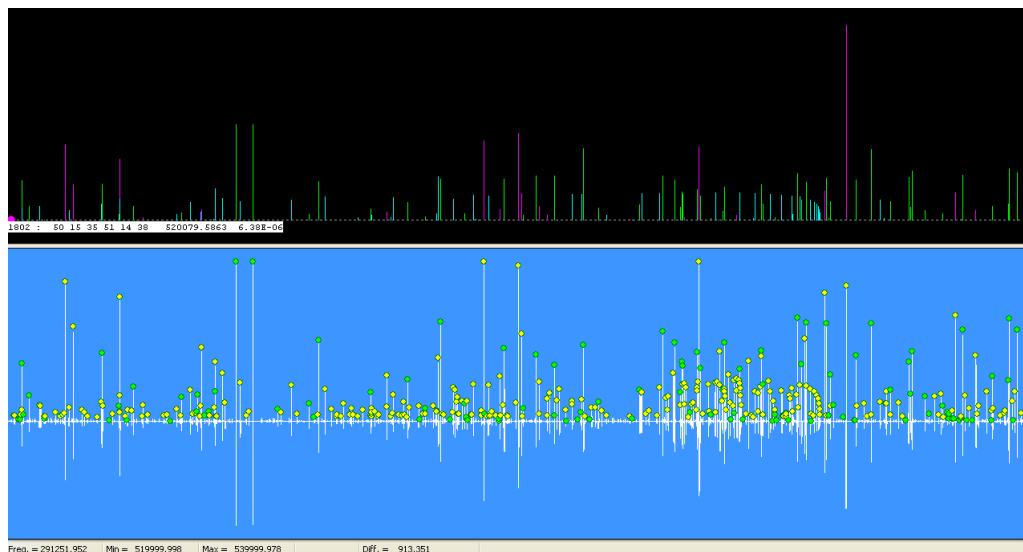 1802 : 50 15 35 51 14 38 520079.5863 6.38E-06
Freq. = 291251.952 Min = 519999.998 Max = 539999.978 Diff. = 913.351